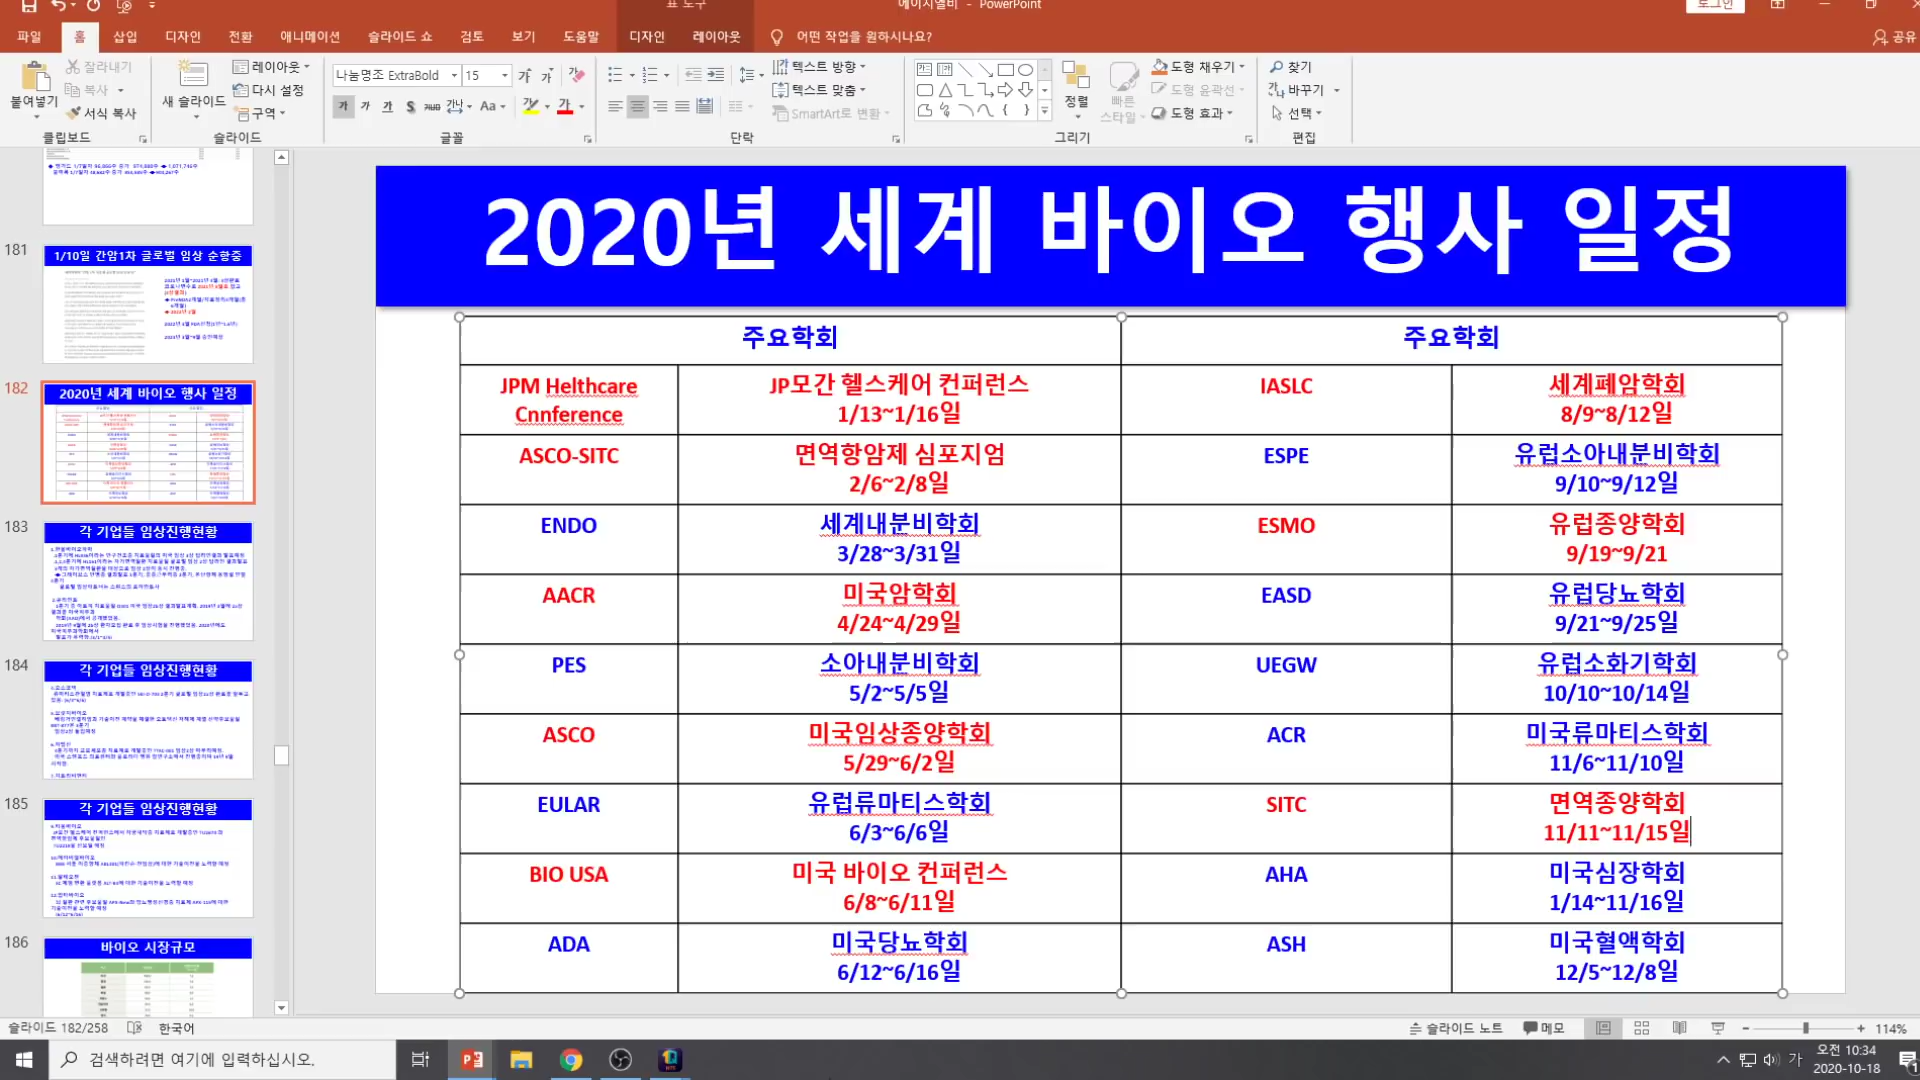 에이치엘비 - PowerPoint
표 도구
로그인
파일
홈
삽입
디자인
전환
애니메이션
슬라이드 쇼
검토
보기
도움말
디자인
레이아웃
어떤 작업을 원하시나요?
공유
붙여넣기
잘라내기
복사
서식 복사
클립보드
새 슬라이드
레이아웃
다시 설정
구역
슬라이드
나눔명조 ExtraBold
15
글꼴
텍스트 방향
텍스트 맞춤
SmartArt로 변환
단락
정렬
빠른
스타일
도형 채우기
도형 윤곽선
도형 효과
그리기
찾기
바꾸기
선택
편집
181
1/10일 간암1차 글로벌 임상 순항중
182
2020년 세계 바이오 행사 일정
183
각 기업들 임상진행현황
184
각 기업들 임상진행현황
185
각 기업들 임상진행현황
186
바이오 시장규모
2020년 세계 바이오 행사 일정
주요학회
주요학회
JPM Helthcare
Cnnference
JP모간 헬스케어 컨퍼런스
1/13~1/16일
IASLC
세계폐암학회
8/9~8/12일
ASCO-SITC
면역항암제 심포지엄
2/6~2/8일
ESPE
유럽소아내분비학회
9/10~9/12일
ENDO
세계내분비학회
3/28~3/31일
ESMO
유럽종양학회
9/19~9/21
AACR
미국암학회
4/24~4/29일
EASD
유럽당뇨학회
9/21~9/25일
PES
소아내분비학회
5/2~5/5일
UEGW
유럽소화기학회
10/10~10/14일
ASCO
미국임상종양학회
5/29~6/2일
ACR
미국류마티스학회
11/6~11/10일
EULAR
유럽류마티스학회
6/3~6/6일
SITC
면역종양학회
11/11~11/15일
BIO USA
미국 바이오 컨퍼런스
6/8~6/11일
AHA
미국심장학회
1/14~11/16일
ADA
미국당뇨학회
6/12~6/16일
ASH
미국혈액학회
12/5~12/8일
슬라이드 182/258
한국어
슬라이드 노트
메모
114%
검색하려면 여기에 입력하십시오.
가
오전 10:34
2020-10-18